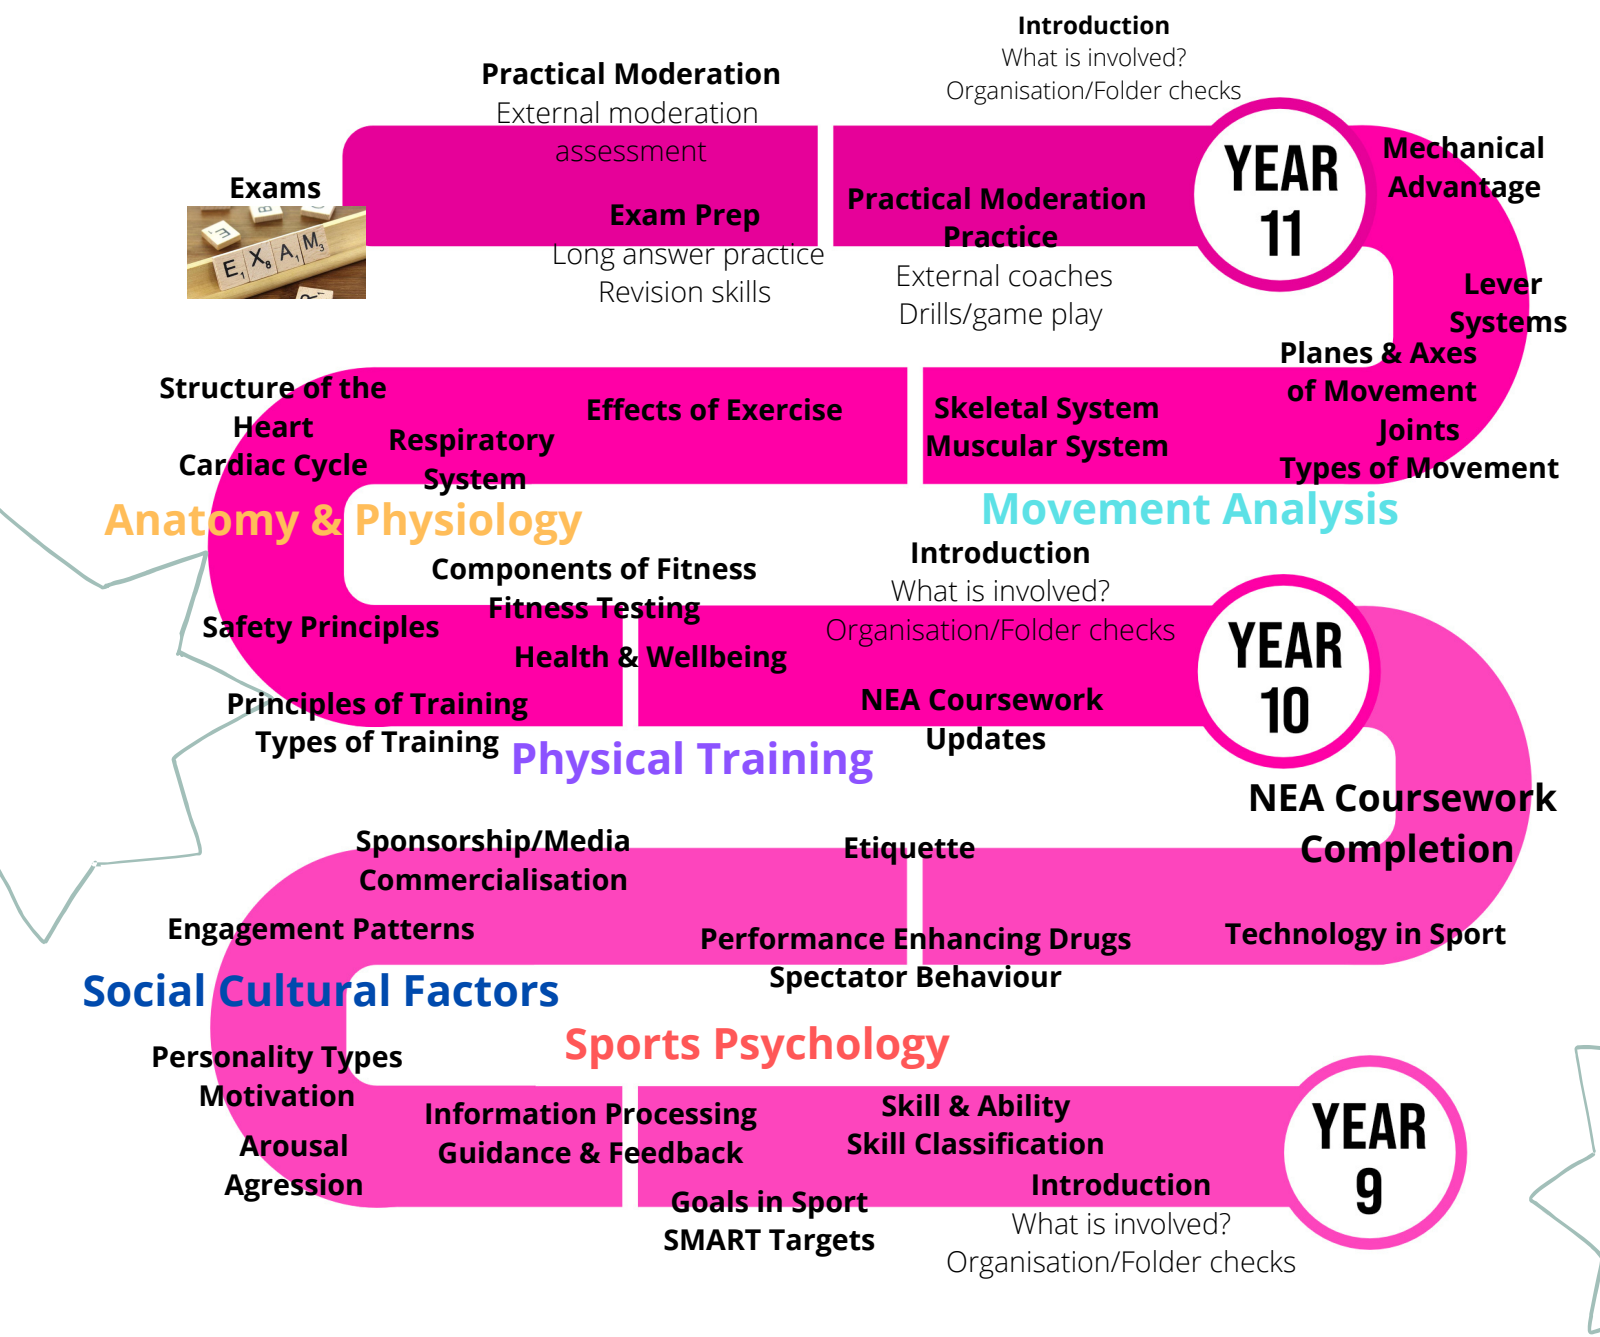 Introduction
What is involved?
Organisation/Folder checks
Practical Moderation
External moderation
assessment
Exams
E1 X8 A1 M3
Exam Prep
Long answer practice
Revision skills
Practical Moderation
Practice
External coaches
Drills/game play
YEAR
11
Mechanical
Advantage
Lever
Systems
Planes & Axes
of Movement
Joints
Types of Movement
Structure of the
Heart
Cardiac Cycle
Respiratory
System
Effects of Exercise
Skeletal System
Muscular System
Anatomy & Physiology
Movement Analysis
Components of Fitness
Fitness Testing
Health & Wellbeing
Introduction
What is involved?
Organisation/Folder checks
YEAR
10
Safety Principles
Principles of Training
Types of Training
NEA Coursework
Updates
Physical Training
NEA Coursework
Completion
Sponsorship/Media
Commercialisation
Etiquette
Engagement Patterns
Performance Enhancing Drugs
Spectator Behaviour
Technology in Sport
Social Cultural Factors
Sports Psychology
Personality Types
Motivation
Arousal
Agression
Information Processing
Guidance & Feedback
Skill & Ability
Skill Classification
Goals in Sport
SMART Targets
Introduction
What is involved?
Organisation/Folder checks
YEAR
9